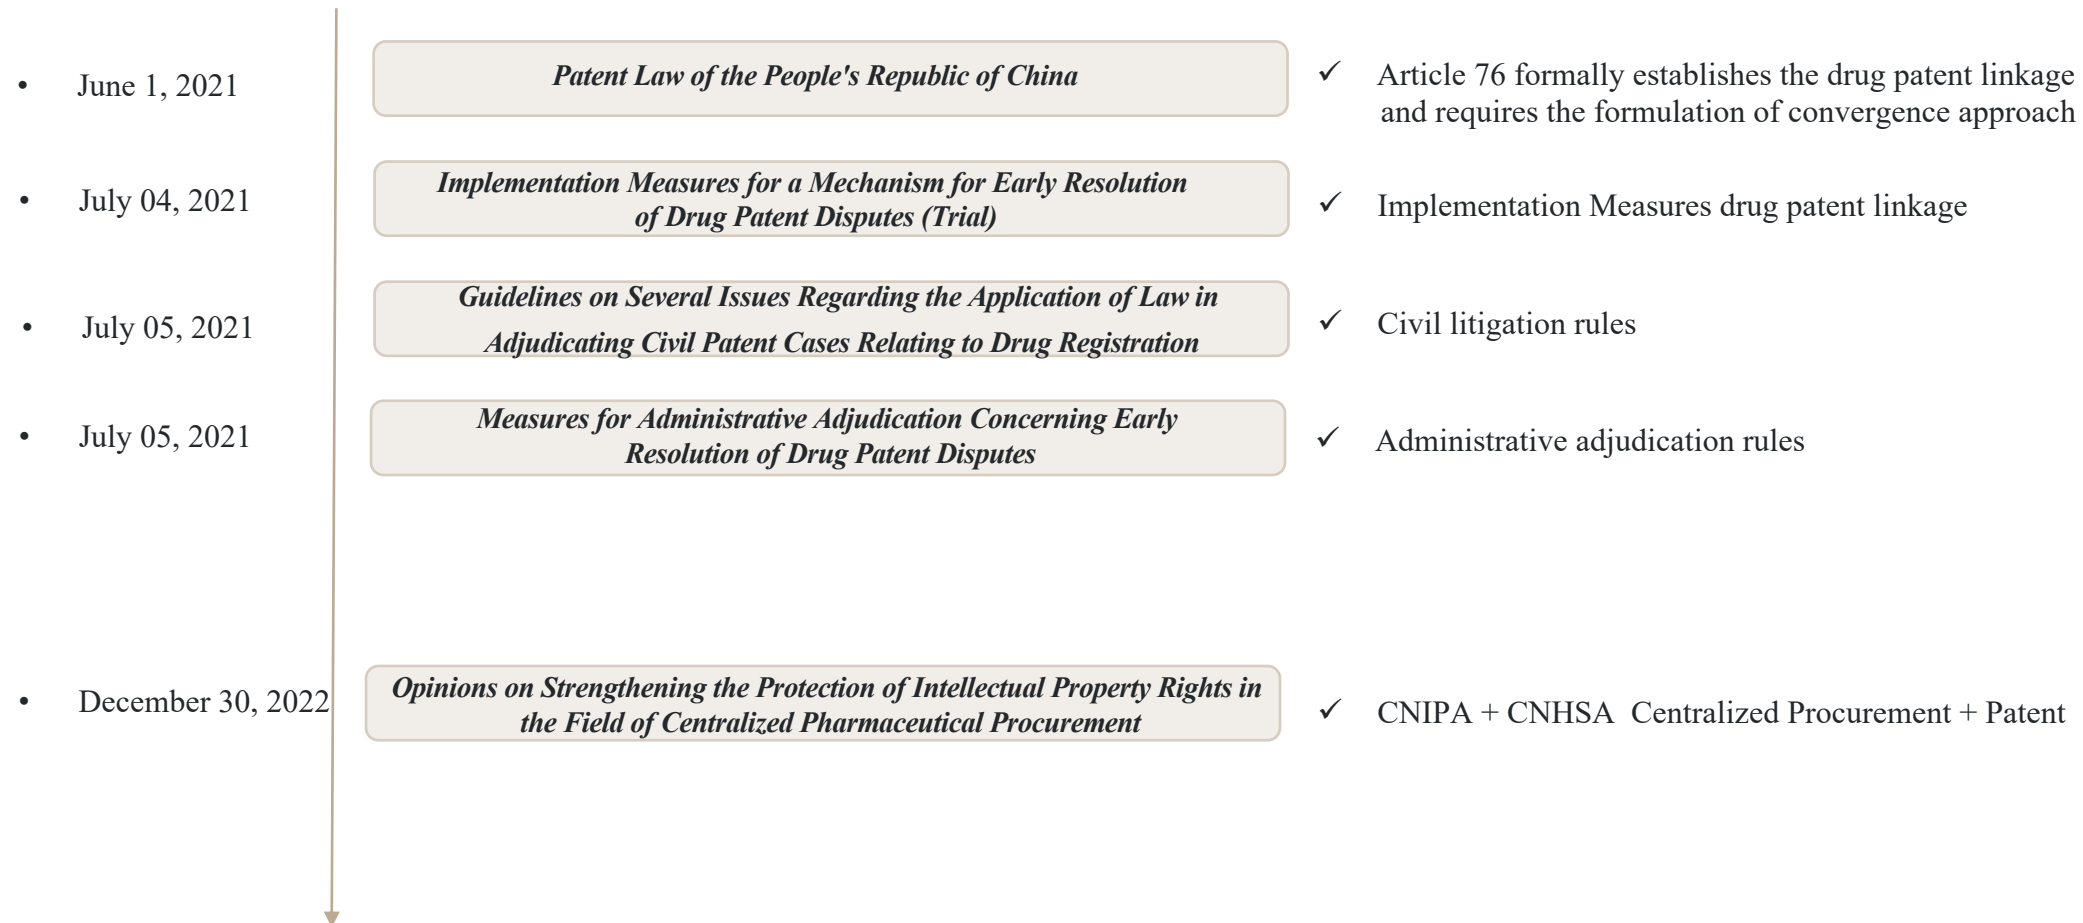 • June 1, 2021
Patent Law of the People's Republic of China
✓ Article 76 formally establishes the drug patent linkage
and requires the formulation of convergence approach
• July 04, 2021
Implementation Measures for a Mechanism for Early Resolution
of Drug Patent Disputes (Trial)
✓ Implementation Measures drug patent linkage
• July 05, 2021
Guidelines on Several Issues Regarding the Application of Law in
Adjudicating Civil Patent Cases Relating to Drug Registration
✓ Civil litigation rules
• July 05, 2021
Measures for Administrative Adjudication Concerning Early
Resolution of Drug Patent Disputes
✓ Administrative adjudication rules
• December 30, 2022
Opinions on Strengthening the Protection of Intellectual Property Rights in
the Field of Centralized Pharmaceutical Procurement
✓ CNIPA + CNHSA Centralized Procurement + Patent